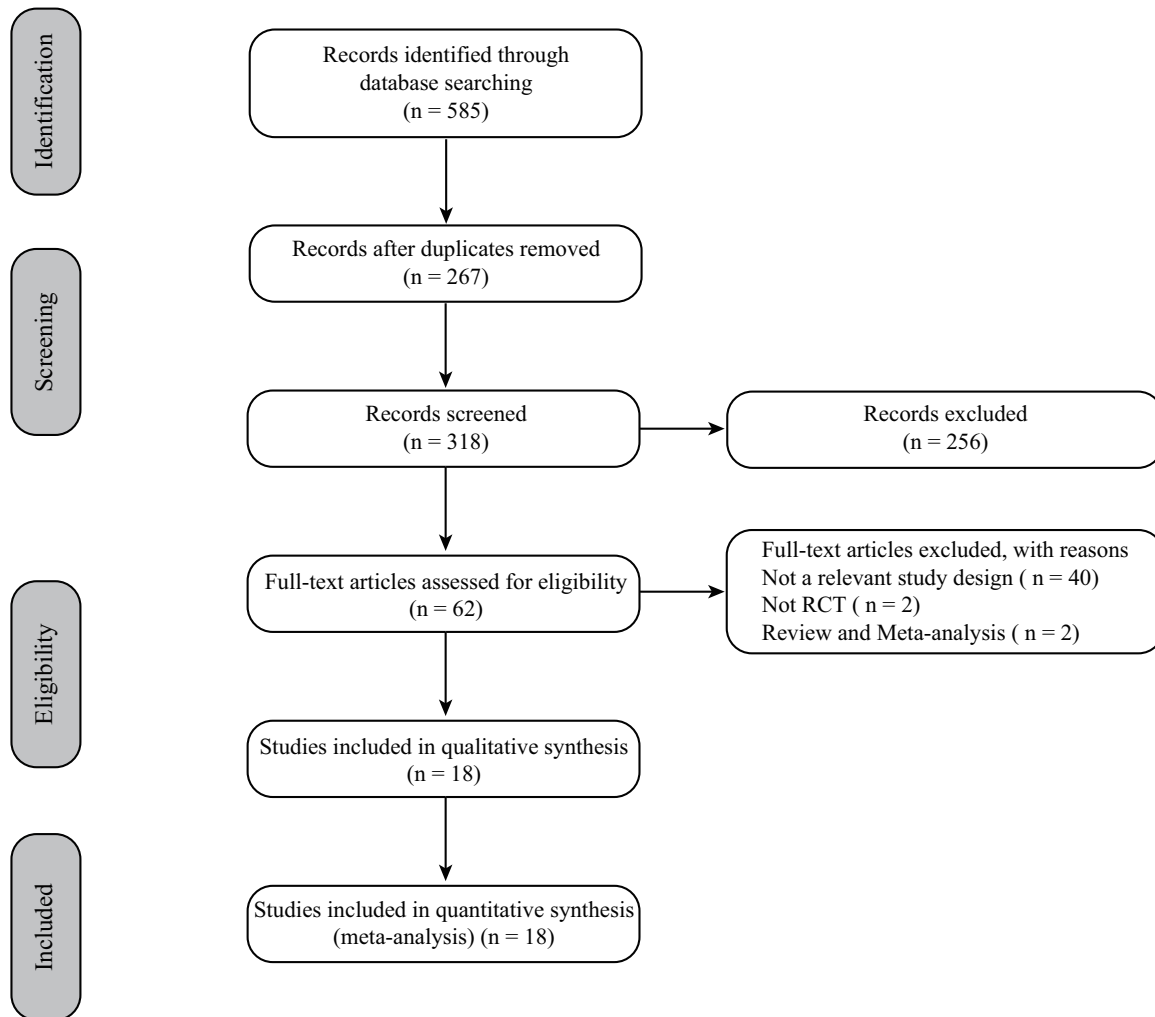 Identification
Records identified through
database searching
(n = 585)
Screening
Records after duplicates removed
(n = 267)
Records screened
(n = 318)
Records excluded
(n = 256)
Eligibility
Full-text articles assessed for eligibility
(n = 62)
Full-text articles excluded, with reasons
Not a relevant study design ( n = 40)
Not RCT ( n = 2)
Review and Meta-analysis ( n = 2)
Studies included in qualitative synthesis
(n = 18)
Included
Studies included in quantitative synthesis
(meta-analysis) (n = 18)